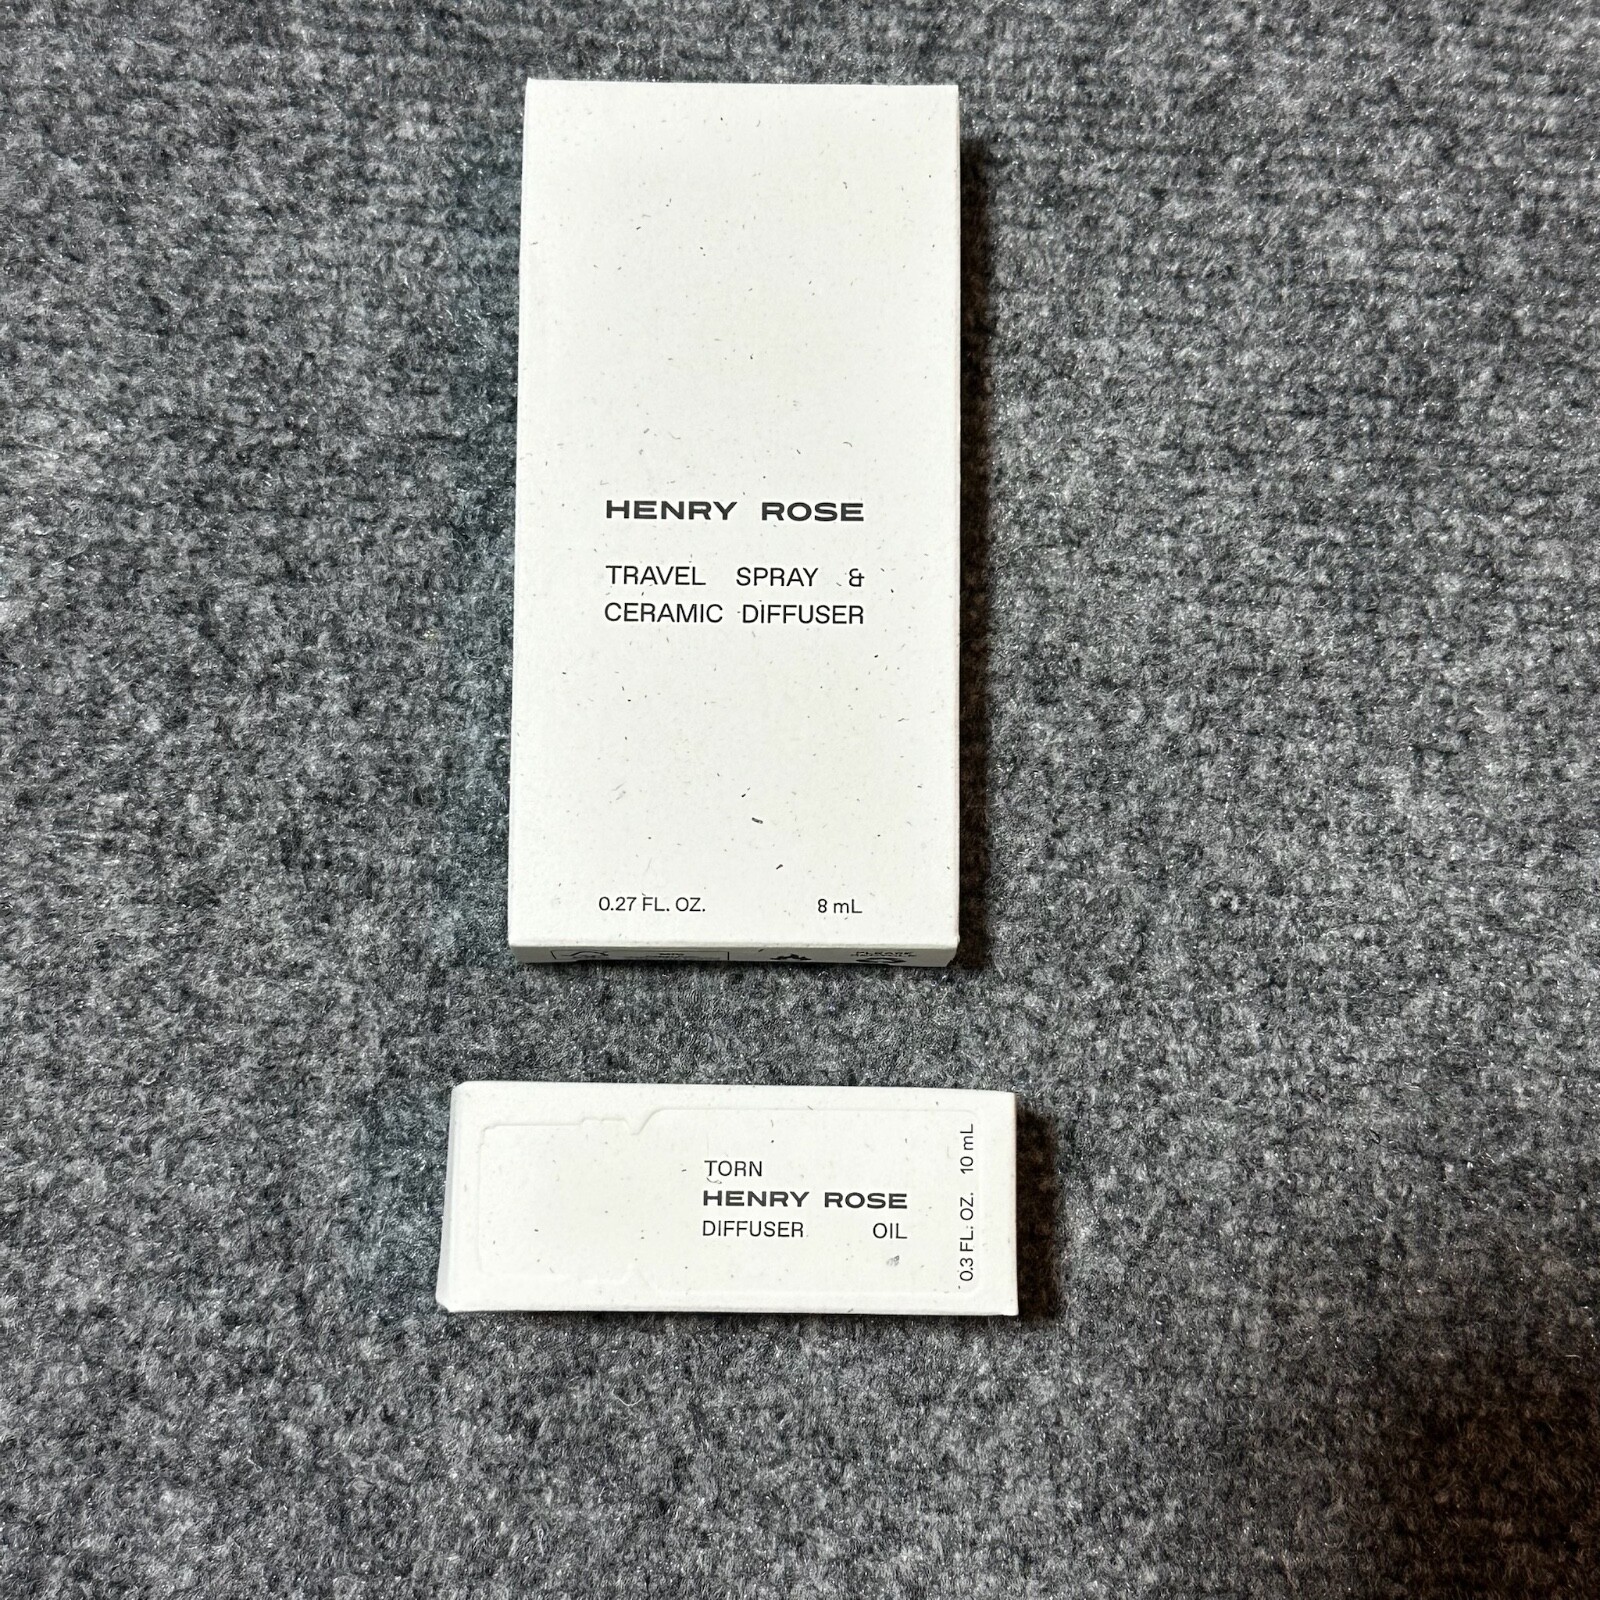 HENRY ROSE
TRAVEL SPRAY &
CERAMIC DIFFUSER
0.27 FL. OZ. 8 mL
TORN
HENRY ROSE
DIFFUSER OIL
0.3 FL. OZ. 10 mL